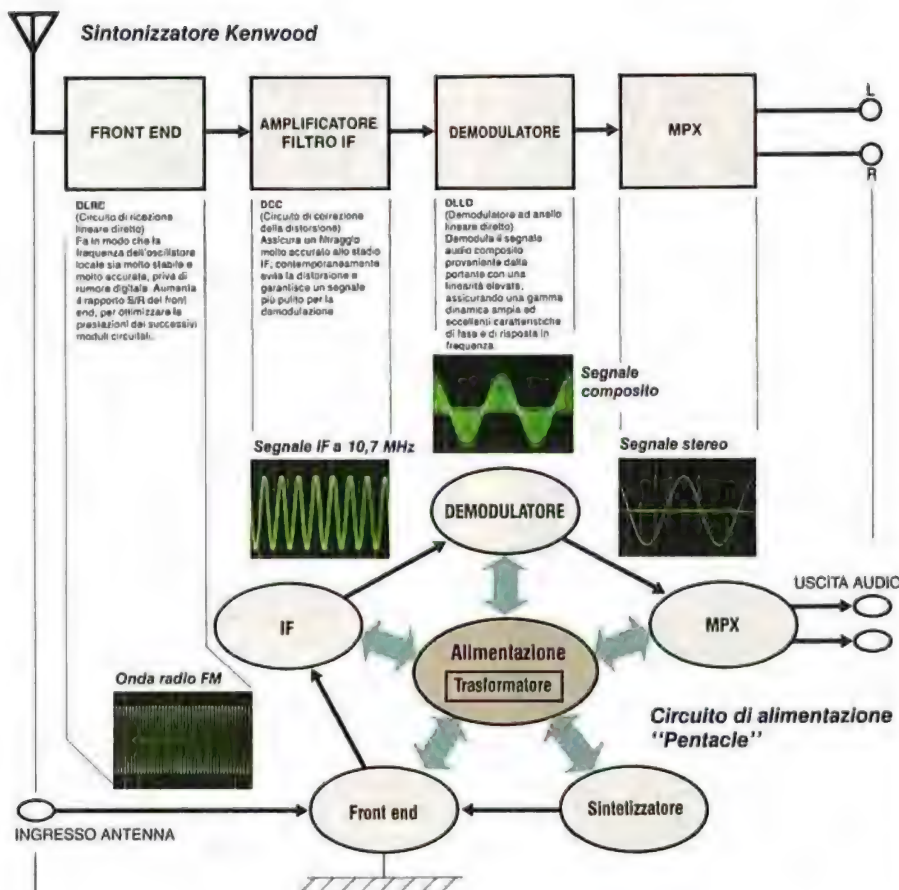 Sintonizzatore Kenwood
FRONT END
AMPLIFICATORE
FILTRO IF
DEMODULATORE
MPX
L
R
DLRC
(Circuito di ricezione
lineare diretto)
Fa in modo che la
frequenza dell'oscillatore
locale sia molto stabile e
molto accurata, priva di
rumore digitale. Aumenta
il rapporto S/R del front
end, per ottimizzare le
prestazioni dei successivi
moduli circuitali.
DCC
(Circuito di correzione
della distorsione)
Assicura un filtraggio
molto accurato allo stadio
IF; contemporaneamente
evita la distorsione e
garantisce un segnale
più pulito per la
demodulazione
DLLD
(Demodulatore ad anello
lineare diretto)
Demodula il segnale
audio composito
proveniente dalla
portante con una
linearità elevata,
assicurando una gamma
dinamica ampia ed
eccellenti caratteristiche
di fase e di risposta in
frequenza.
Segnale
composito
Segnale IF a 10,7 MHz
Segnale stereo
DEMODULATORE
USCITA AUDIO
IF
MPX
Alimentazione
Trasformatore
Onda radio FM
Circuito di alimentazione
"Pentacle"
Front end
Sintetizzatore
INGRESSO ANTENNA